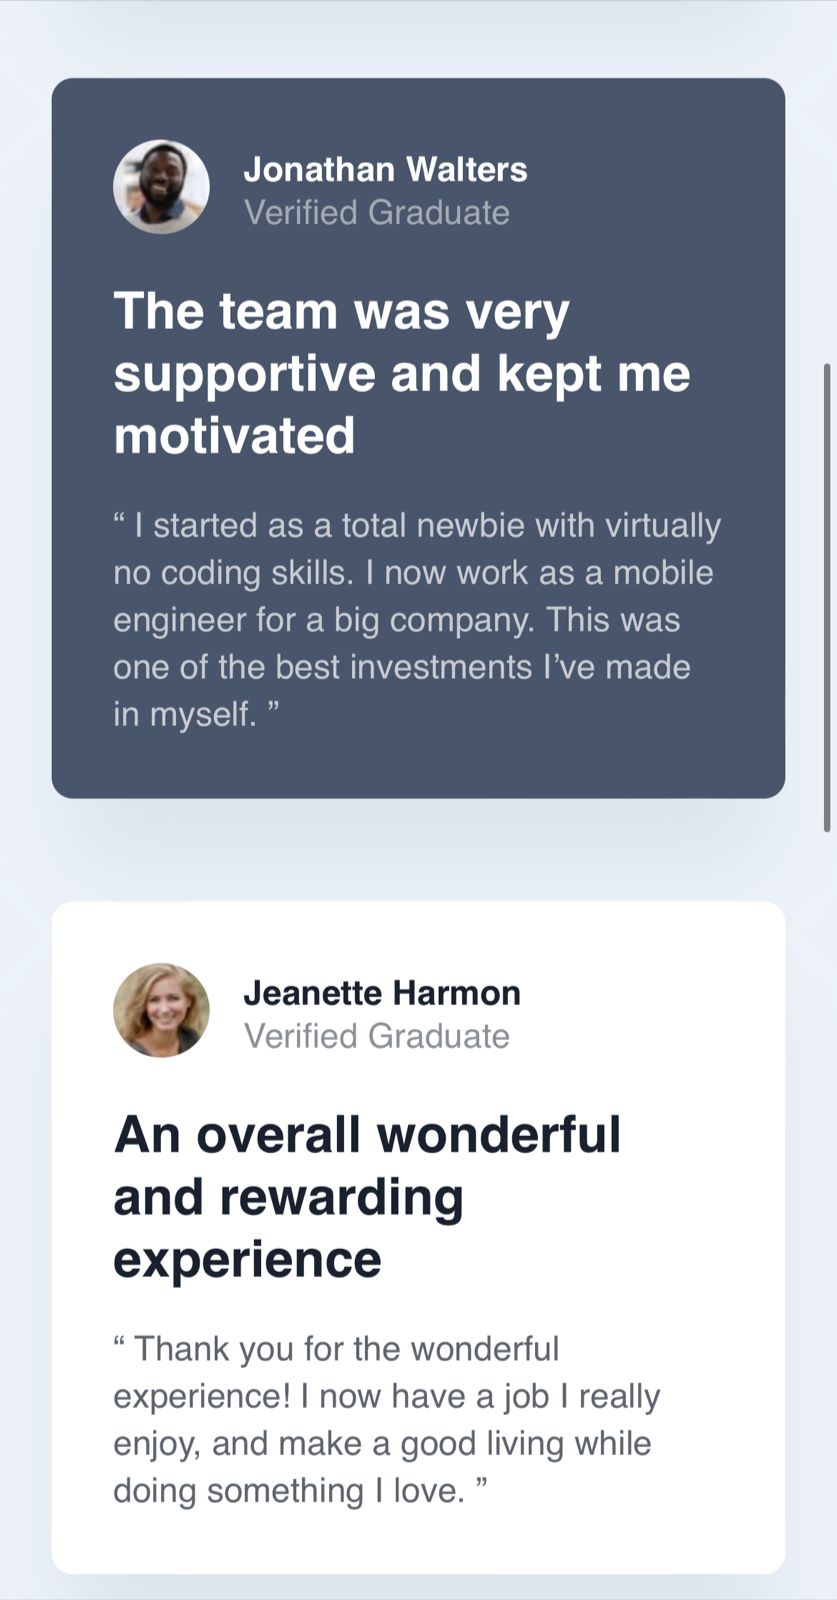 Jonathan Walters
Verified Graduate
The team was very
supportive and kept me
motivated
“ I started as a total newbie with virtually
no coding skills. I now work as a mobile
engineer for a big company. This was
one of the best investments I’ve made
in myself. ”
Jeanette Harmon
Verified Graduate
An overall wonderful
and rewarding
experience
“ Thank you for the wonderful
experience! I now have a job I really
enjoy, and make a good living while
doing something I love. ”